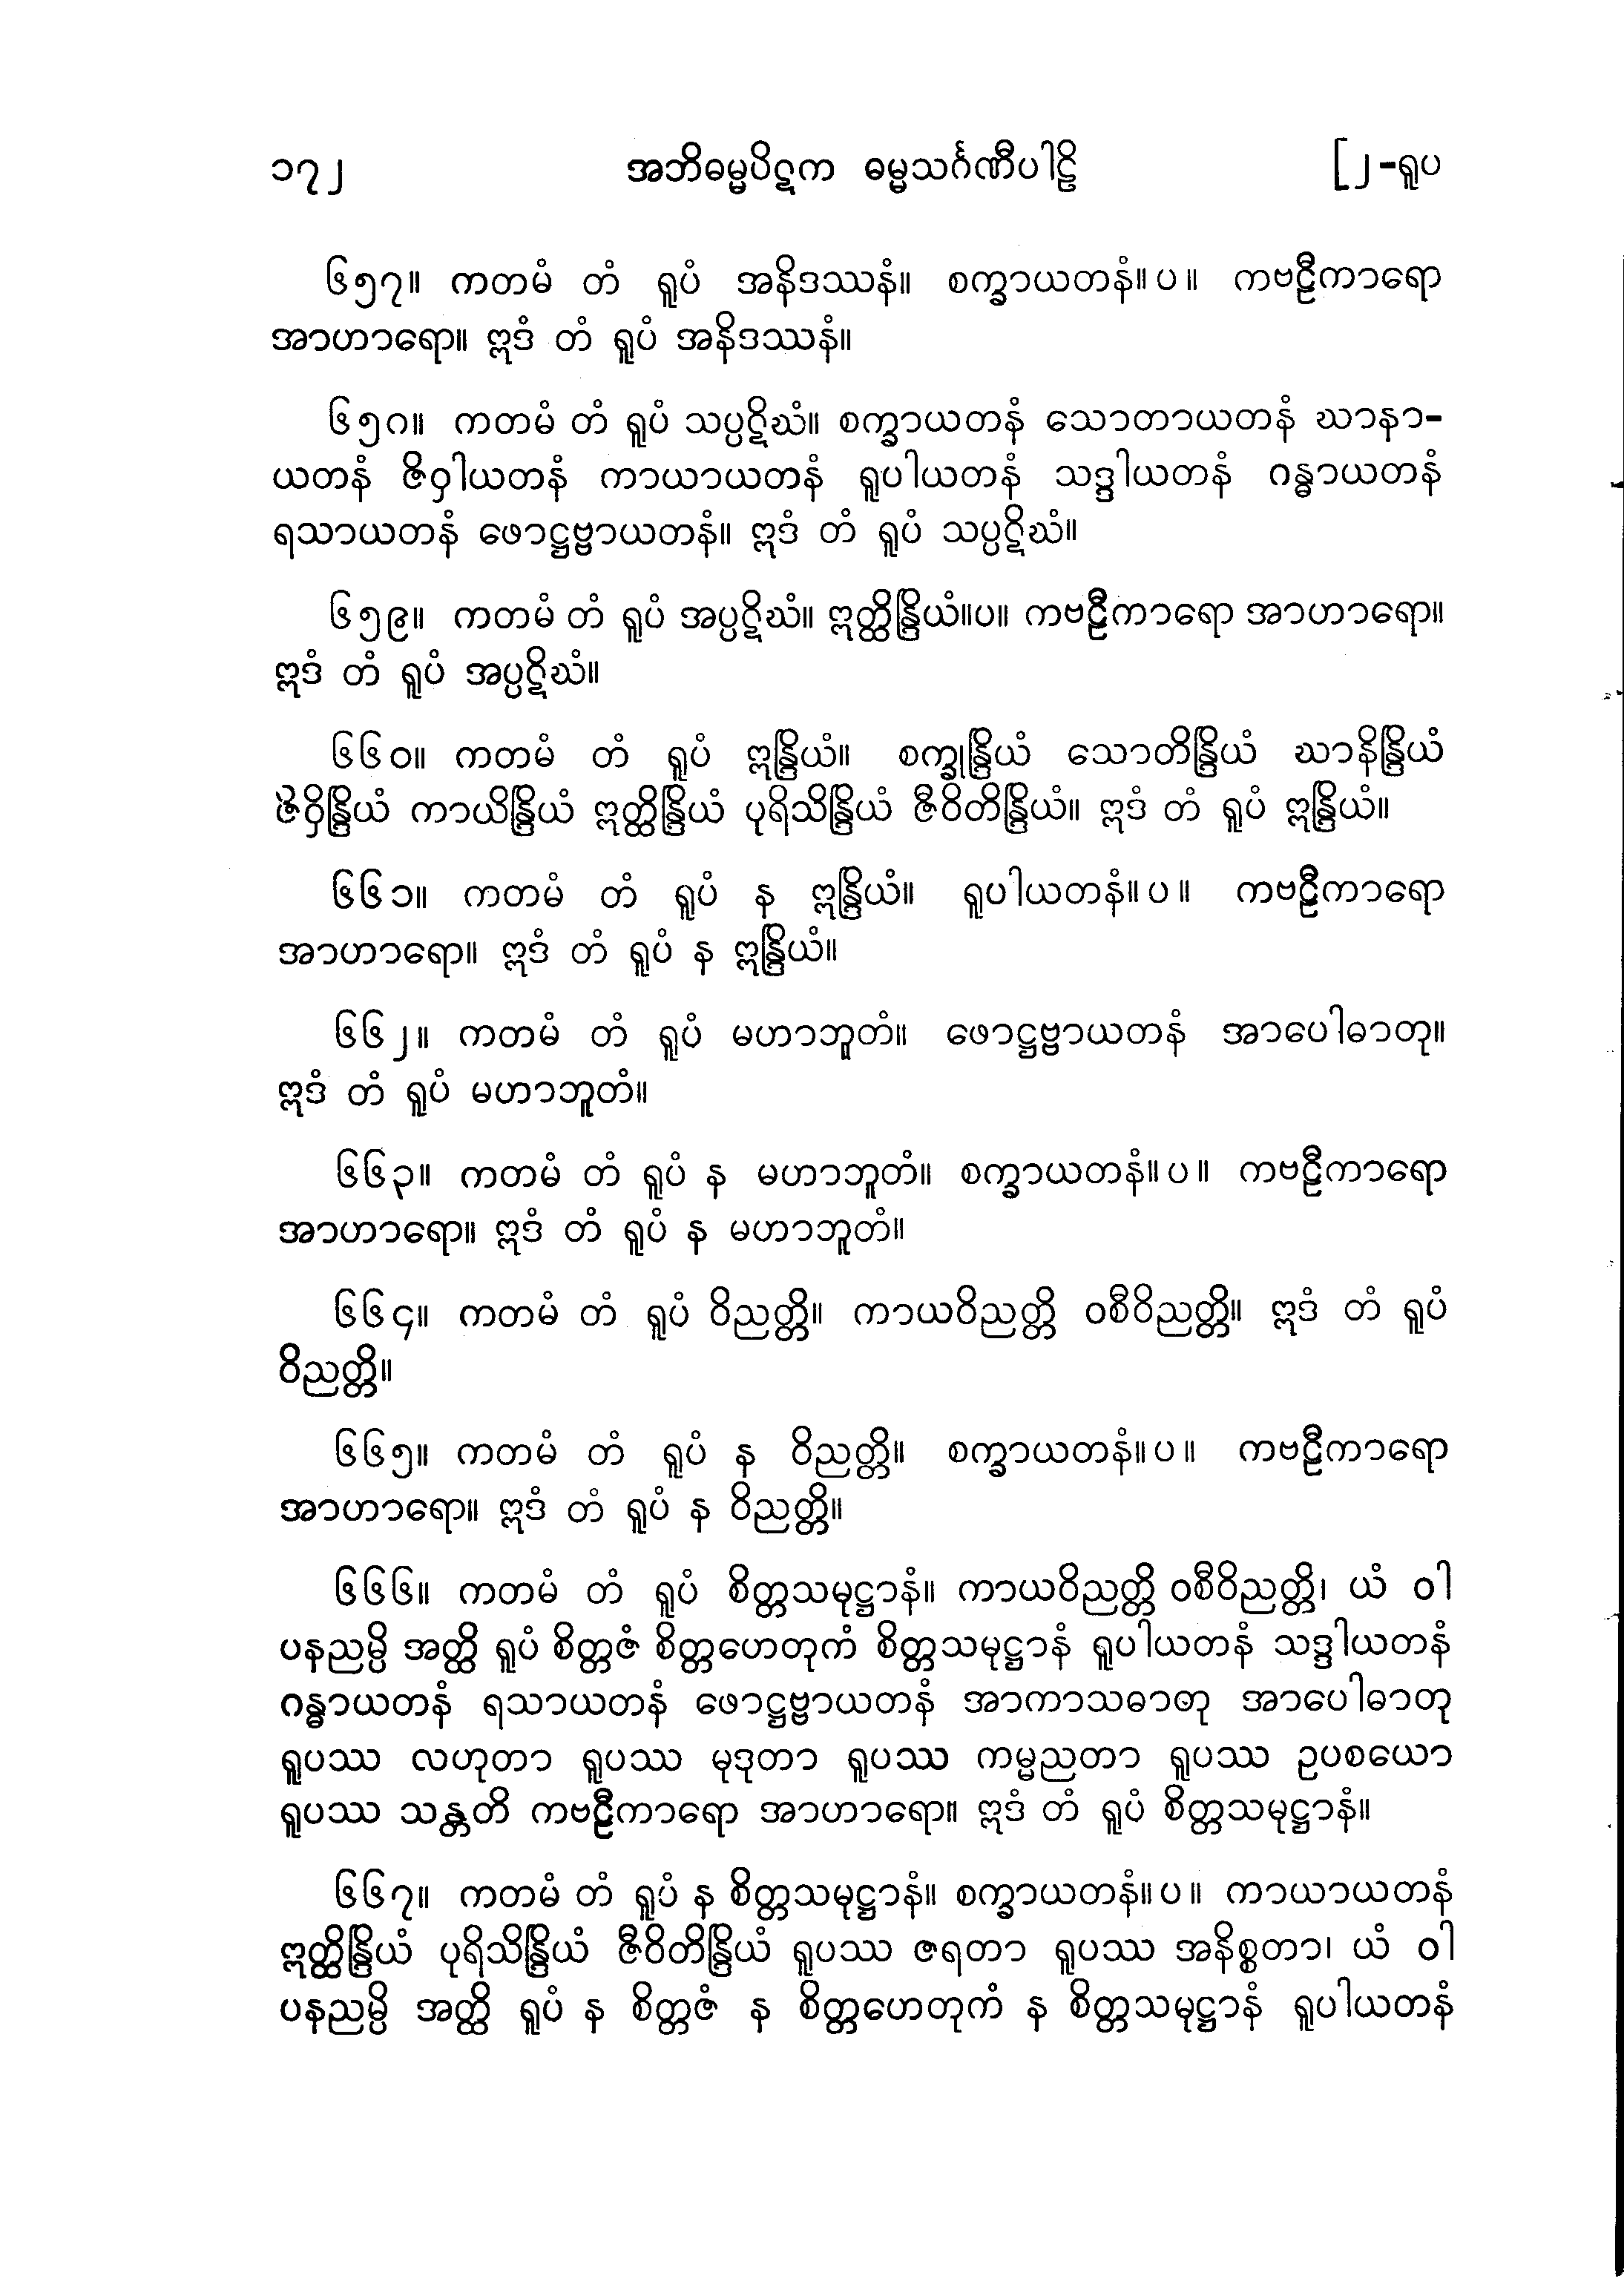 ၁၇၂ အဘိဓမ္မပိဋက ဓမ္မသင်္ဂဏီပါဠိ [၂-ရူပ
၆၅၇။ ကတမံ တံ ရူပံ အနိဒဿနံ။ စက္ခာယတနံ။ပ။ ကဗဠီကာရော
အာဟာရော။ ဣဒံ တံ ရူပံ အနိဒဿနံ။
၆၅၈။ ကတမံ တံ ရူပံ သပ္ပဋိဃံ။ စက္ခာယတနံ သောတာယတနံ ဃာနာ-
ယတနံ ဇိဝှါယတနံ ကာယာယတနံ ရူပါယတနံ သဒ္ဒါယတနံ ဂန္ဓာယတနံ
ရသာယတနံ ဖောဋ္ဌဗ္ဗာယတနံ။ ဣဒံ တံ ရူပံ သပ္ပဋိဃံ။
၆၅၉။ ကတမံ တံ ရူပံ အပ္ပဋိဃံ။ ဣတ္ထိန္ဒြိယံ။ပ။ ကဗဠီကာရော အာဟာရော။
ဣဒံ တံ ရူပံ အပ္ပဋိဃံ။
၆၆၀။ ကတမံ တံ ရူပံ ဣန္ဒြိယံ။ စက္ခုန္ဒြိယံ သောတိန္ဒြိယံ ဃာနိန္ဒြိယံ
ဇိဝှိန္ဒြိယံ ကာယိန္ဒြိယံ ဣတ္ထိန္ဒြိယံ ပုရိသိန္ဒြိယံ ဇီဝိတိန္ဒြိယံ။ ဣဒံ တံ ရူပံ ဣန္ဒြိယံ။
၆၆၁။ ကတမံ တံ ရူပံ န ဣန္ဒြိယံ။ ရူပါယတနံ။ပ။ ကဗဠီကာရော
အာဟာရော။ ဣဒံ တံ ရူပံ န ဣန္ဒြိယံ။
၆၆၂။ ကတမံ တံ ရူပံ မဟာဘူတံ။ ဖောဋ္ဌဗ္ဗာယတနံ အာပေါဓာတု။
ဣဒံ တံ ရူပံ မဟာဘူတံ။
၆၆၃။ ကတမံ တံ ရူပံ န မဟာဘူတံ။ စက္ခာယတနံ။ပ။ ကဗဠီကာရော
အာဟာရော။ ဣဒံ တံ ရူပံ န မဟာဘူတံ။
၆၆၄။ ကတမံ တံ ရူပံ ဝိညတ္တိ။ ကာယဝိညတ္တိ ဝစီဝိညတ္တိ။ ဣဒံ တံ ရူပံ
ဝိညတ္တိ။
၆၆၅။ ကတမံ တံ ရူပံ န ဝိညတ္တိ။ စက္ခာယတနံ။ပ။ ကဗဠီကာရော
အာဟာရော။ ဣဒံ တံ ရူပံ န ဝိညတ္တိ။
၆၆၆။ ကတမံ တံ ရူပံ စိတ္တသမုဋ္ဌာနံ။ ကာယဝိညတ္တိ ဝစီဝိညတ္တိ၊ ယံ ဝါ
ပနညမ္ပိ အတ္ထိ ရူပံ စိတ္တဇံ စိတ္တဟေတုကံ စိတ္တသမုဋ္ဌာနံ ရူပါယတနံ သဒ္ဒါယတနံ
ဂန္ဓာယတနံ ရသာယတနံ ဖောဋ္ဌဗ္ဗာယတနံ အာကာသဓာတု အာပေါဓာတု
ရူပဿ လဟုတာ ရူပဿ မုဒုတာ ရူပဿ ကမ္မညတာ ရူပဿ ဥပစယော
ရူပဿ သန္တတိ ကဗဠီကာရော အာဟာရော။ ဣဒံ တံ ရူပံ စိတ္တသမုဋ္ဌာနံ။
၆၆၇။ ကတမံ တံ ရူပံ န စိတ္တသမုဋ္ဌာနံ။ စက္ခာယတနံ။ပ။ ကာယာယတနံ
ဣတ္ထိန္ဒြိယံ ပုရိသိန္ဒြိယံ ဇီဝိတိန္ဒြိယံ ရူပဿ ဇရတာ ရူပဿ အနိစ္စတာ၊ ယံ ဝါ
ပနညမ္ပိ အတ္ထိ ရူပံ န စိတ္တဇံ န စိတ္တဟေတုကံ န စိတ္တသမုဋ္ဌာနံ ရူပါယတနံ